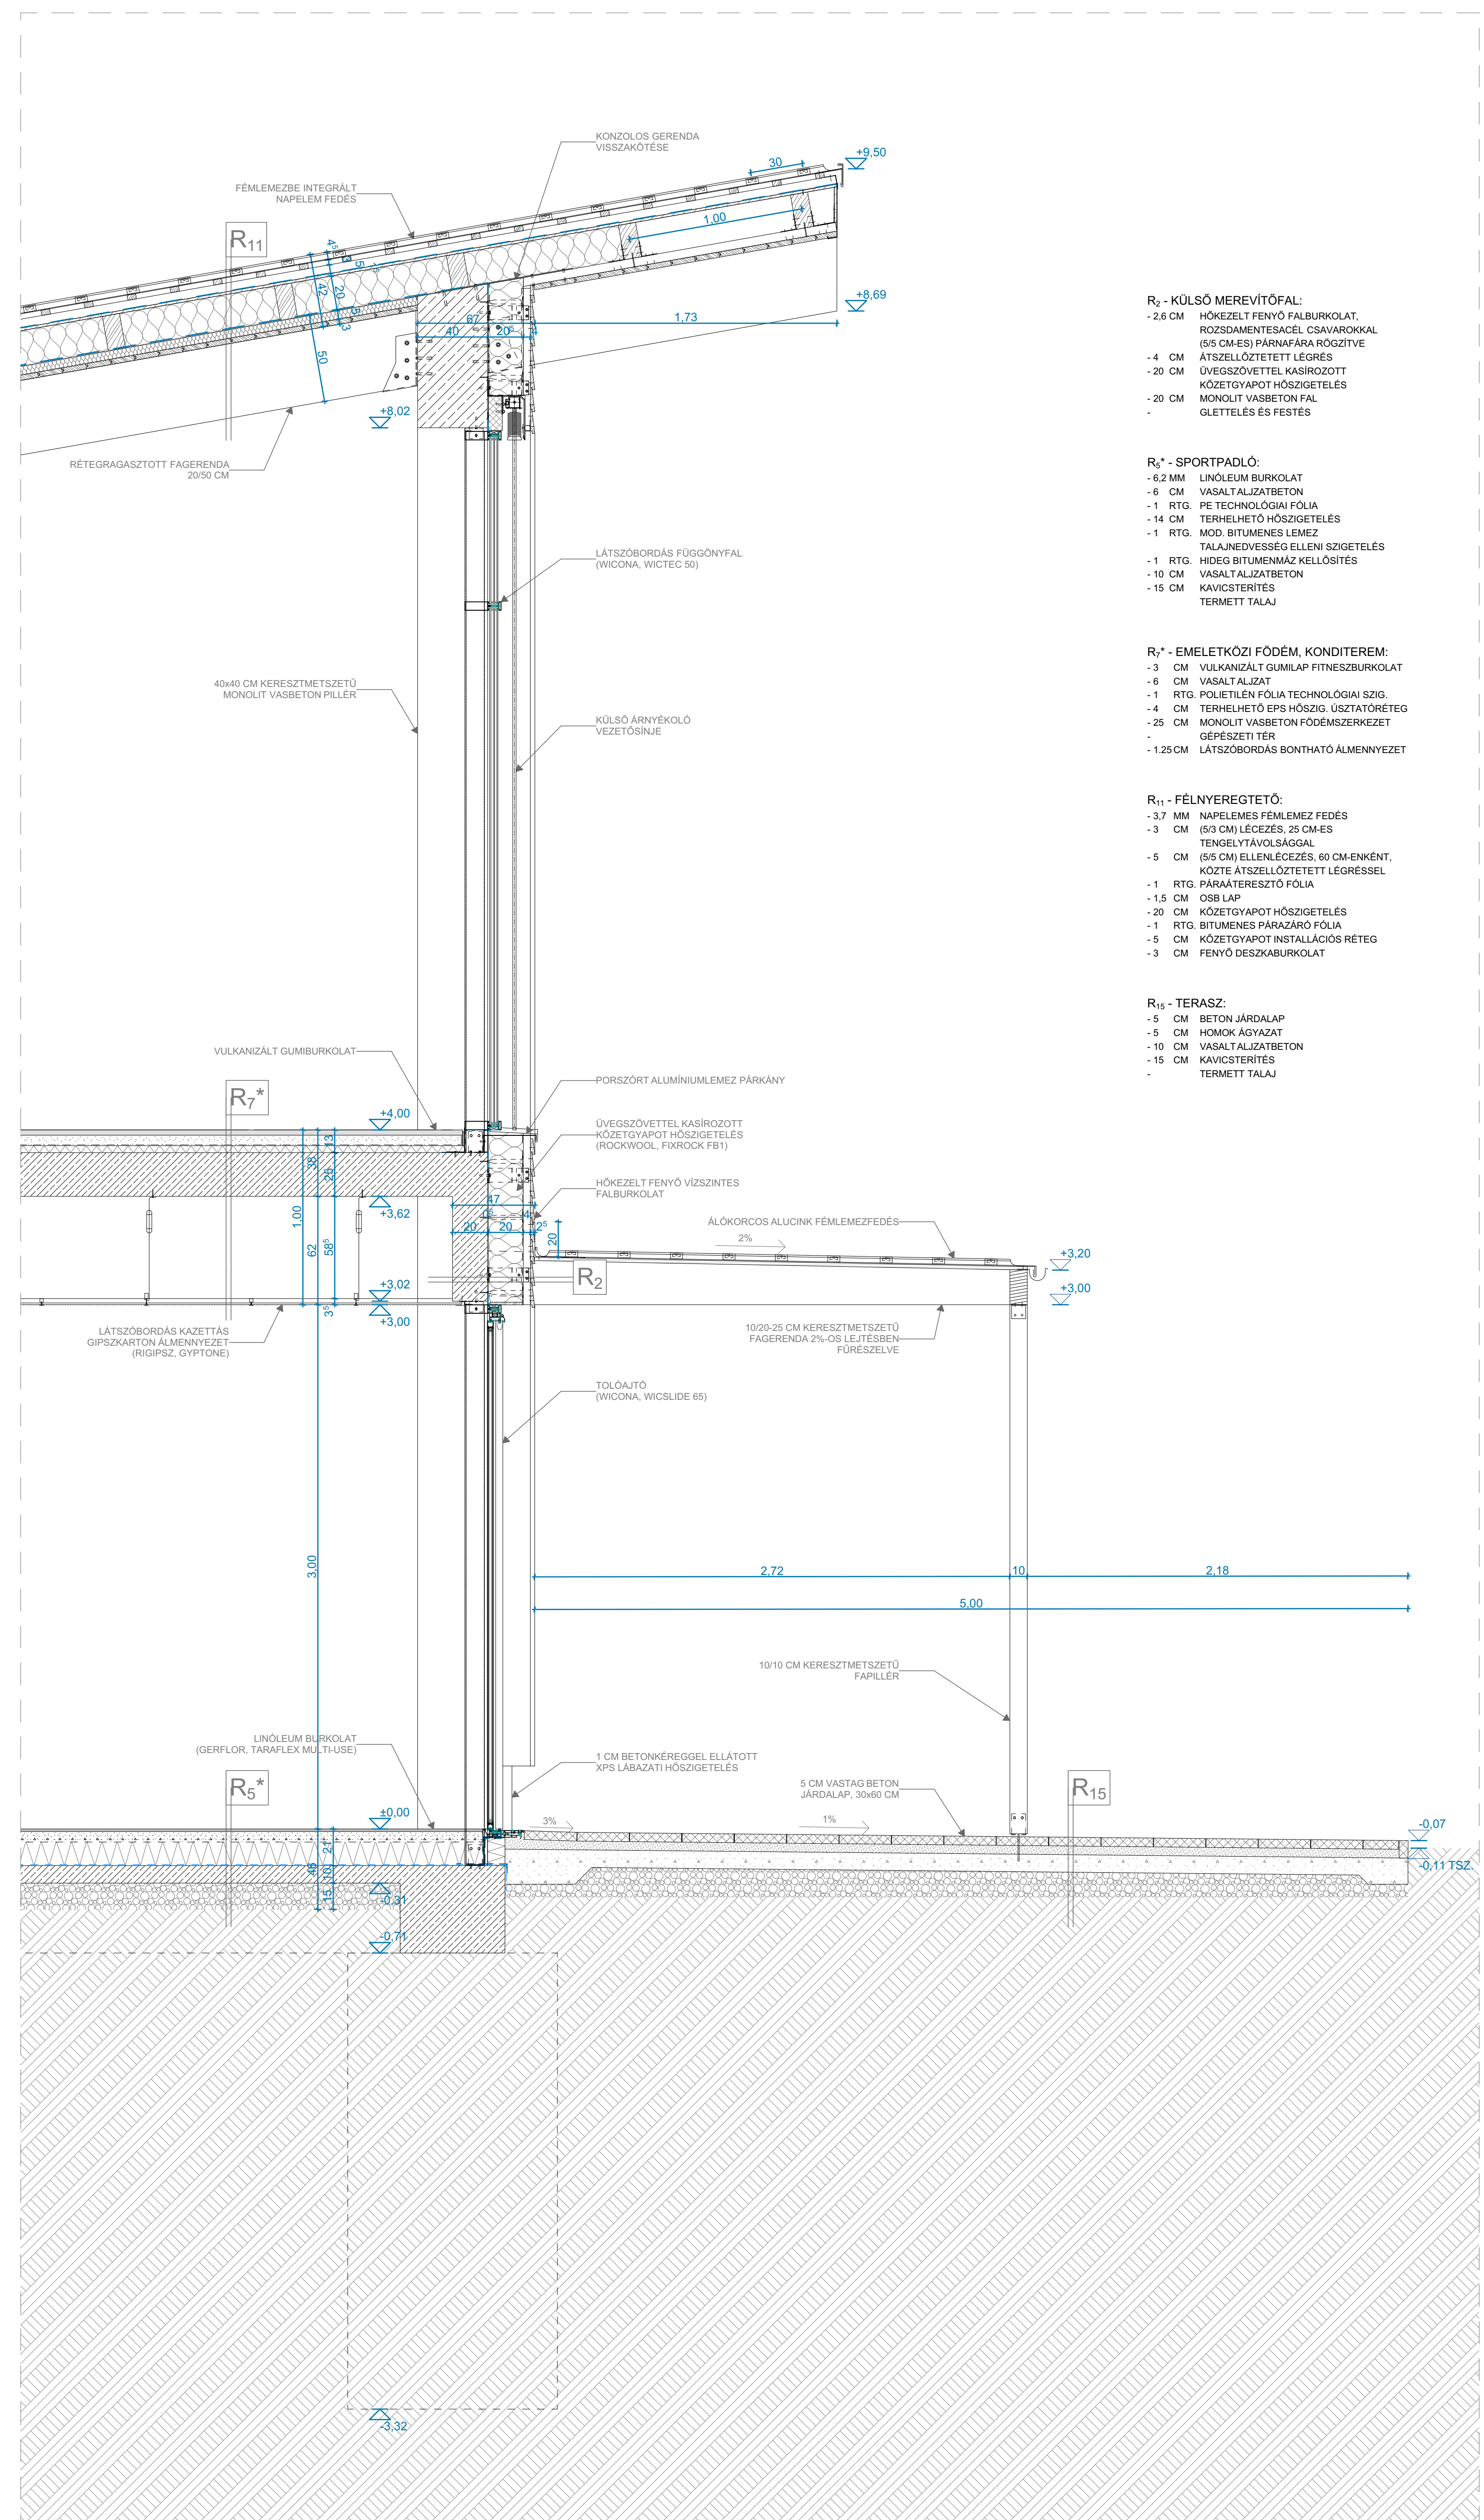 KONZOLOS GERENDA
VISSZAKÖTÉSE
30
+9,50
FÉMLEMEZBE INTEGRÁLT
NAPELEM FEDÉS
1,00
R11
4⁵
3
5
1⁵
42
20
5
3
50
+8,69
67
1,73
40
20⁵
4
+8,02
RÉTEGRAGASZTOTT FAGERENDA
20/50 CM
LÁTSZÓBORDÁS FÜGGÖNYFAL
(WICONA, WICTEC 50)
40x40 CM KERESZTMETSZETŰ
MONOLIT VASBETON PILLÉR
KÜLSŐ ÁRNYÉKOLÓ
VEZETŐSÍNJE
VULKANIZÁLT GUMIBURKOLAT
R7*
PORSZÓRT ALUMÍNIUMLEMEZ PÁRKÁNY
+4,00
ÜVEGSZÖVETTEL KASÍROZOTT
KŐZETGYAPOT HŐSZIGETELÉS
(ROCKWOOL, FIXROCK FB1)
13
38
25
HŐKEZELT FENYŐ VÍZSZINTES
FALBURKOLAT
47
+3,62
1,00
62
58⁵
20
20
4
2⁵
20
ÁLÓKORCOS ALUCINK FÉMLEMEZFEDÉS
2%
+3,20
R2
+3,02
+3,00
3⁵
+3,00
LÁTSZÓBORDÁS KAZETTÁS
GIPSZKARTON ÁLMENNYEZET
(RIGIPSZ, GYPTONE)
10/20-25 CM KERESZTMETSZETŰ
FAGERENDA 2%-OS LEJTÉSBEN
FŰRÉSZELVE
TOLÓAJTÓ
(WICONA, WICSLIDE 65)
3,00
2,72
10
2,18
5,00
10/10 CM KERESZTMETSZETŰ
FAPILLÉR
LINÓLEUM BURKOLAT
(GERFLOR, TARAFLEX MULTI-USE)
1 CM BETONKÉREGGEL ELLÁTOTT
XPS LÁBAZATI HŐSZIGETELÉS
R5*
5 CM VASTAG BETON
JÁRDALAP, 30x60 CM
R15
±0,00
3%
1%
-0,07
21
46
10
15
-0,11 TSZ.
-0,31
-0,71
-3,32
R2 - KÜLSŐ MEREVÍTŐFAL:
- 2,6 CM HŐKEZELT FENYŐ FALBURKOLAT,
ROZSDAMENTESACÉL CSAVAROKKAL
(5/5 CM-ES) PÁRNAFÁRA RÖGZÍTVE
- 4 CM ÁTSZELLŐZTETETT LÉGRÉS
- 20 CM ÜVEGSZÖVETTEL KASÍROZOTT
KŐZETGYAPOT HŐSZIGETELÉS
- 20 CM MONOLIT VASBETON FAL
- GLETTELÉS ÉS FESTÉS
R5* - SPORTPADLÓ:
- 6,2 MM LINÓLEUM BURKOLAT
- 6 CM VASALT ALJZATBETON
- 1 RTG. PE TECHNOLÓGIAI FÓLIA
- 14 CM TERHELHETŐ HŐSZIGETELÉS
- 1 RTG. MOD. BITUMENES LEMEZ
TALAJNEDVESSÉG ELLENI SZIGETELÉS
- 1 RTG. HIDEG BITUMENMÁZ KELLŐSÍTÉS
- 10 CM VASALT ALJZATBETON
- 15 CM KAVICSTERÍTÉS
TERMETT TALAJ
R7* - EMELETKÖZI FÖDÉM, KONDITEREM:
- 3 CM VULKANIZÁLT GUMILAP FITNESZBURKOLAT
- 6 CM VASALT ALJZAT
- 1 RTG. POLIETILÉN FÓLIA TECHNOLÓGIAI SZIG.
- 4 CM TERHELHETŐ EPS HŐSZIG. ÚSZTATÓRÉTEG
- 25 CM MONOLIT VASBETON FÖDÉMSZERKEZET
- GÉPÉSZETI TÉR
- 1.25 CM LÁTSZÓBORDÁS BONTHATÓ ÁLMENNYEZET
R11 - FÉLNYEREGTETŐ:
- 3,7 MM NAPELEMES FÉMLEMEZ FEDÉS
- 3 CM (5/3 CM) LÉCEZÉS, 25 CM-ES
TENGELYTÁVOLSÁGGAL
- 5 CM (5/5 CM) ELLENLÉCEZÉS, 60 CM-ENKÉNT,
KÖZTE ÁTSZELLŐZTETETT LÉGRÉSSEL
- 1 RTG. PÁRAÁTERESZTŐ FÓLIA
- 1,5 CM OSB LAP
- 20 CM KŐZETGYAPOT HŐSZIGETELÉS
- 1 RTG. BITUMENES PÁRAZÁRÓ FÓLIA
- 5 CM KŐZETGYAPOT INSTALLÁCIÓS RÉTEG
- 3 CM FENYŐ DESZKABURKOLAT
R15 - TERASZ:
- 5 CM BETON JÁRDALAP
- 5 CM HOMOK ÁGYAZAT
- 10 CM VASALT ALJZATBETON
- 15 CM KAVICSTERÍTÉS
- TERMETT TALAJ